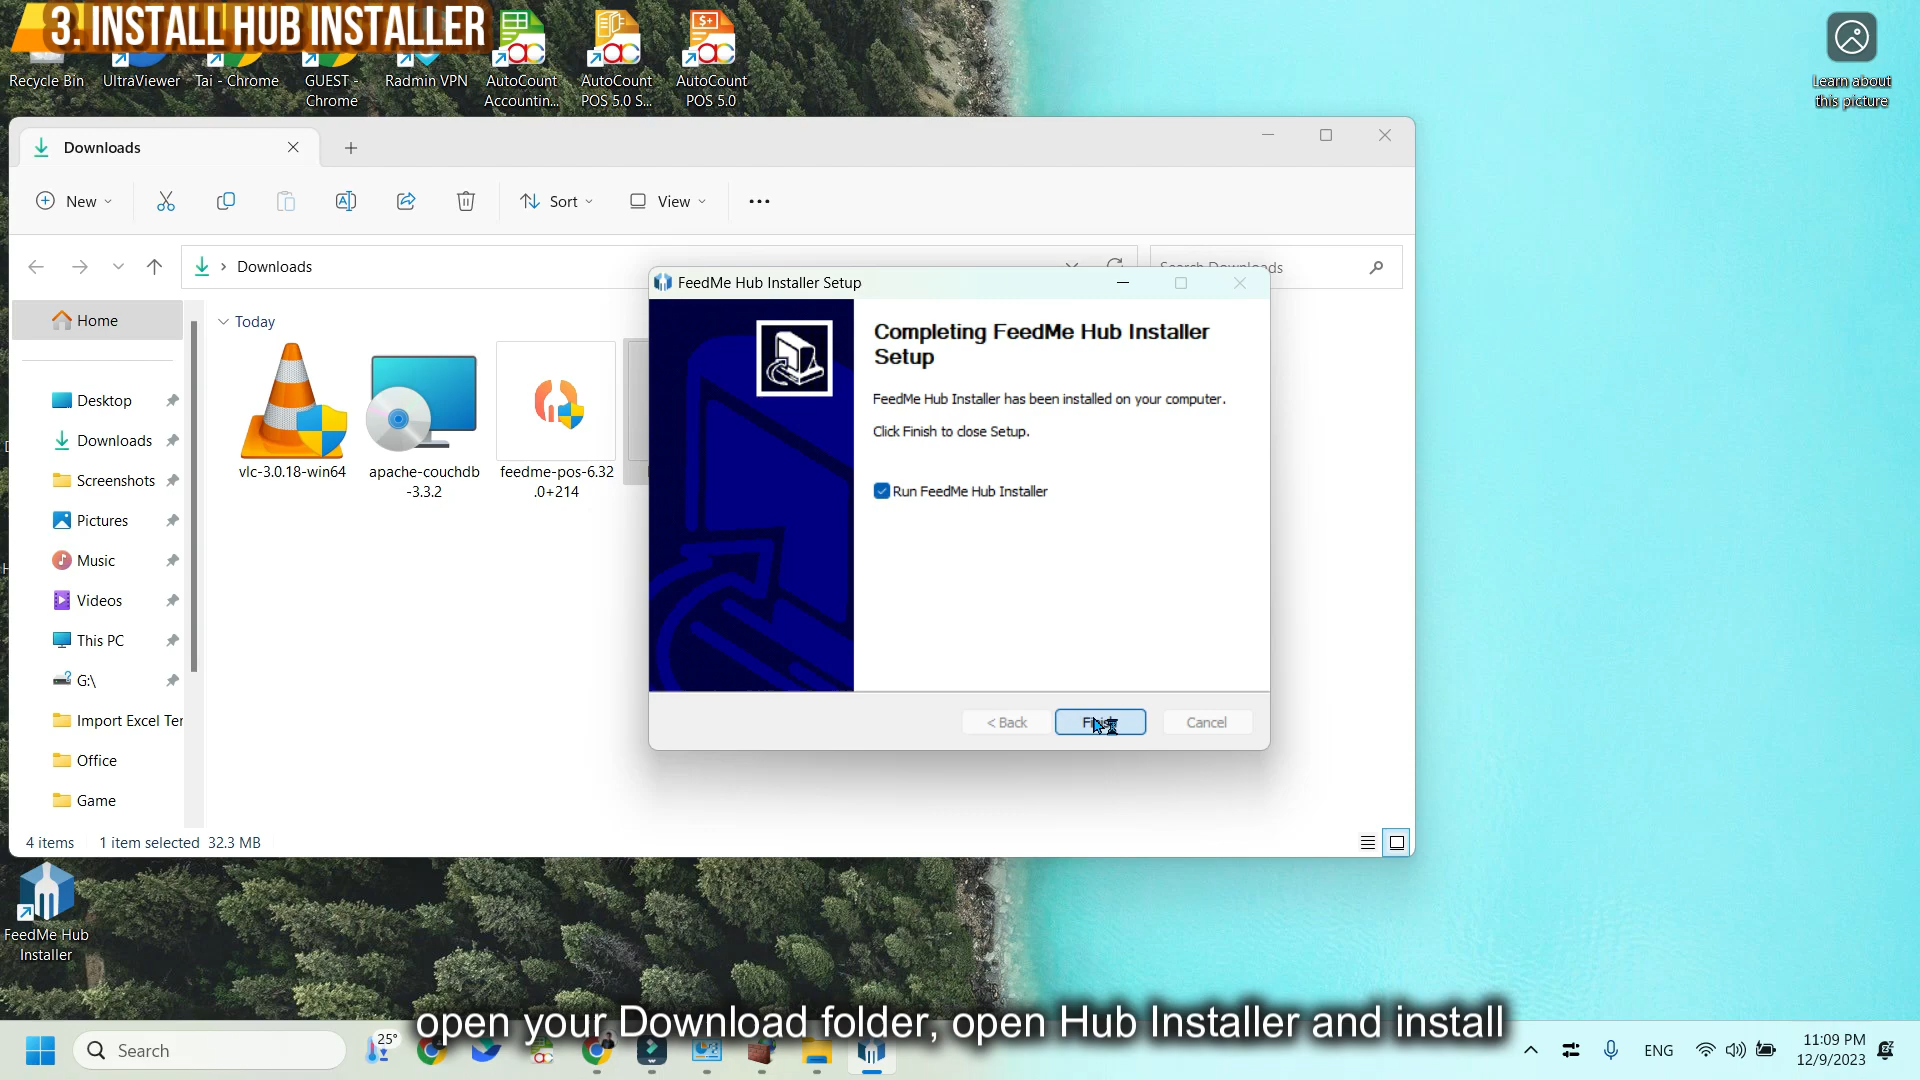 3. INSTALL HUB INSTALLER
Recycle Bin
UltraViewer
Tai - Chrome
GUEST -
Chrome
Radmin VPN
AutoCount
Accountin...
AutoCount
POS 5.0 S...
AutoCount
POS 5.0
Learn about
this picture
Downloads
New
Sort
View
Downloads
Search Downloads
Home
Desktop
Downloads
Screenshots
Pictures
Music
Videos
This PC
G:\
Import Excel Ter
Office
Game
Today
vlc-3.0.18-win64
apache-couchdb
-3.3.2
feedme-pos-6.32
.0+214
FeedMe Hub Installer Setup
Completing FeedMe Hub Installer
Setup
FeedMe Hub Installer has been installed on your computer.
Click Finish to close Setup.
Run FeedMe Hub Installer
< Back
Finish
Cancel
4 items
1 item selected 32.3 MB
FeedMe Hub
Installer
open your Download folder, open Hub Installer and install
Search
25°
ENG
11:09 PM
12/9/2023